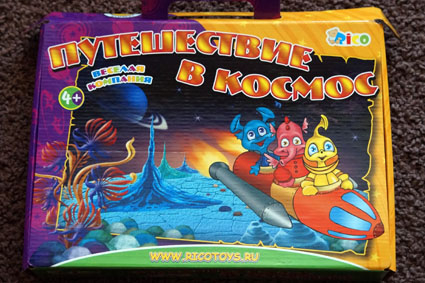 Rico
ПУТЕШЕСТВИЕ
В КОСМОС
ВЕСЕЛАЯ
КОМПАНИЯ
4+
WWW.RICOTOYS.RU